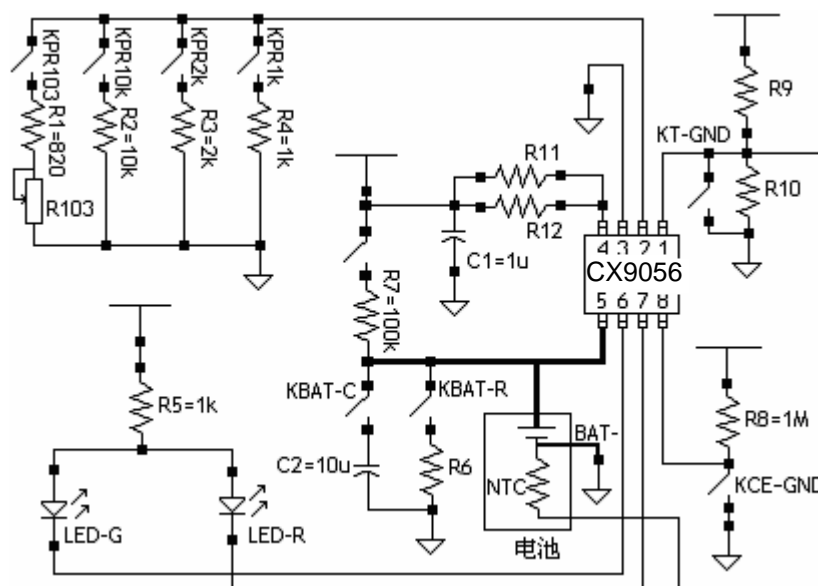 KPR103
KPR10k
KPR2k
KPR1k
R1=820
R2=10k
R3=2k
R4=1k
R103
R11
R12
C1=1u
R9
KT-GND
R10
4 3 2 1
CX9056
5 6 7 8
R7=100k
R5=1k
KBAT-C
KBAT-R
C2=10u
R6
BAT-
NTC
电池
R8=1M
KCE-GND
LED-G
LED-R